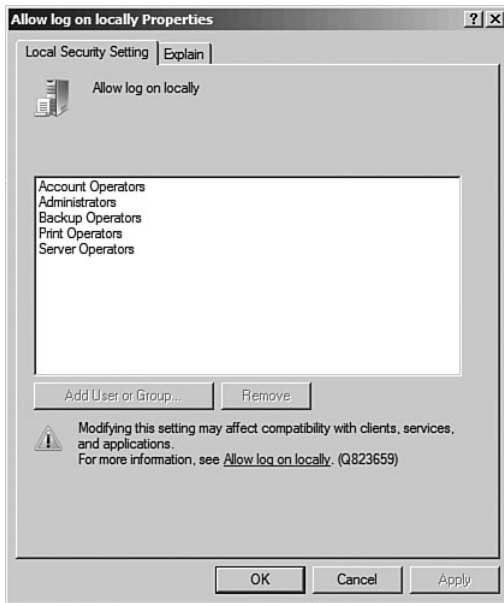 Allow log on locally Properties
? X
Local Security Setting
Explain
Allow log on locally
Account Operators
Administrators
Backup Operators
Print Operators
Server Operators
Add User or Group...
Remove
Modifying this setting may affect compatibility with clients, services,
and applications.
For more information, see Allow log on locally. (Q823659)
OK
Cancel
Apply